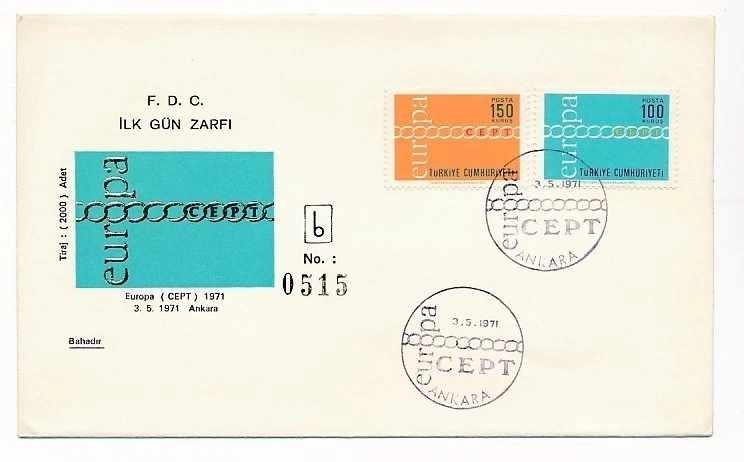 F. D. C.
İLK GÜN ZARFI
Tiraj : (2000) Adet
europa
CEPT
Europa ( CEPT ) 1971
3. 5. 1971 Ankara
Bahadır
b
No. :
0515
europa
POSTA
150
KURUŞ
CEPT
TÜRKİYE CUMHURİYETİ
europa
POSTA
100
KURUŞ
CEPT
TÜRKİYE CUMHURİYETİ
europa
3.5.1971
CEPT
ANKARA
europa
3.5.1971
CEPT
ANKARA